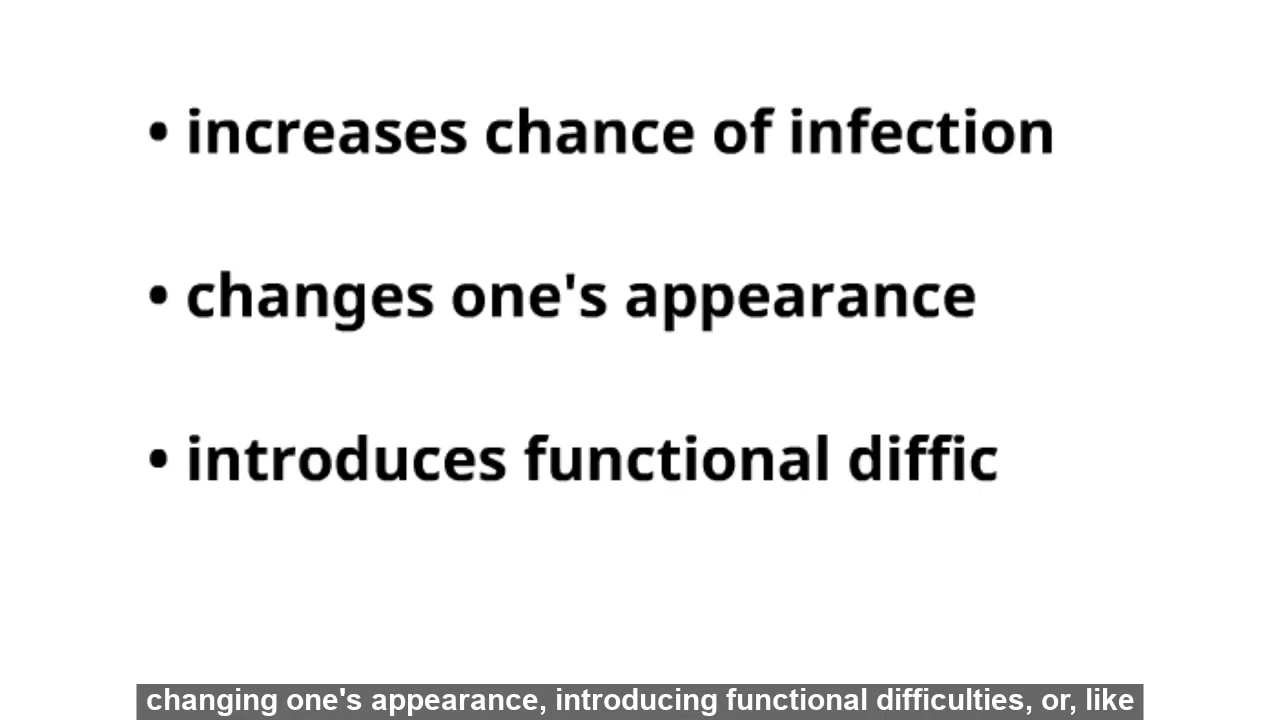 • increases chance of infection
• changes one's appearance
• introduces functional diffic
changing one's appearance, introducing functional difficulties, or, like